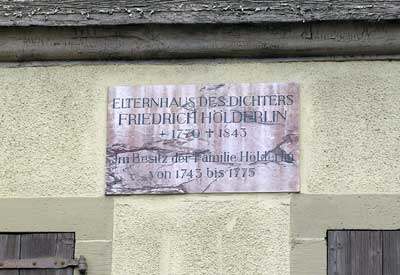 ELTERNHAUS DES DICHTERS
FRIEDRICH HÖLDERLIN
* 1770 † 1843
Im Besitz der Familie Hölderlin
von 1743 bis 1775